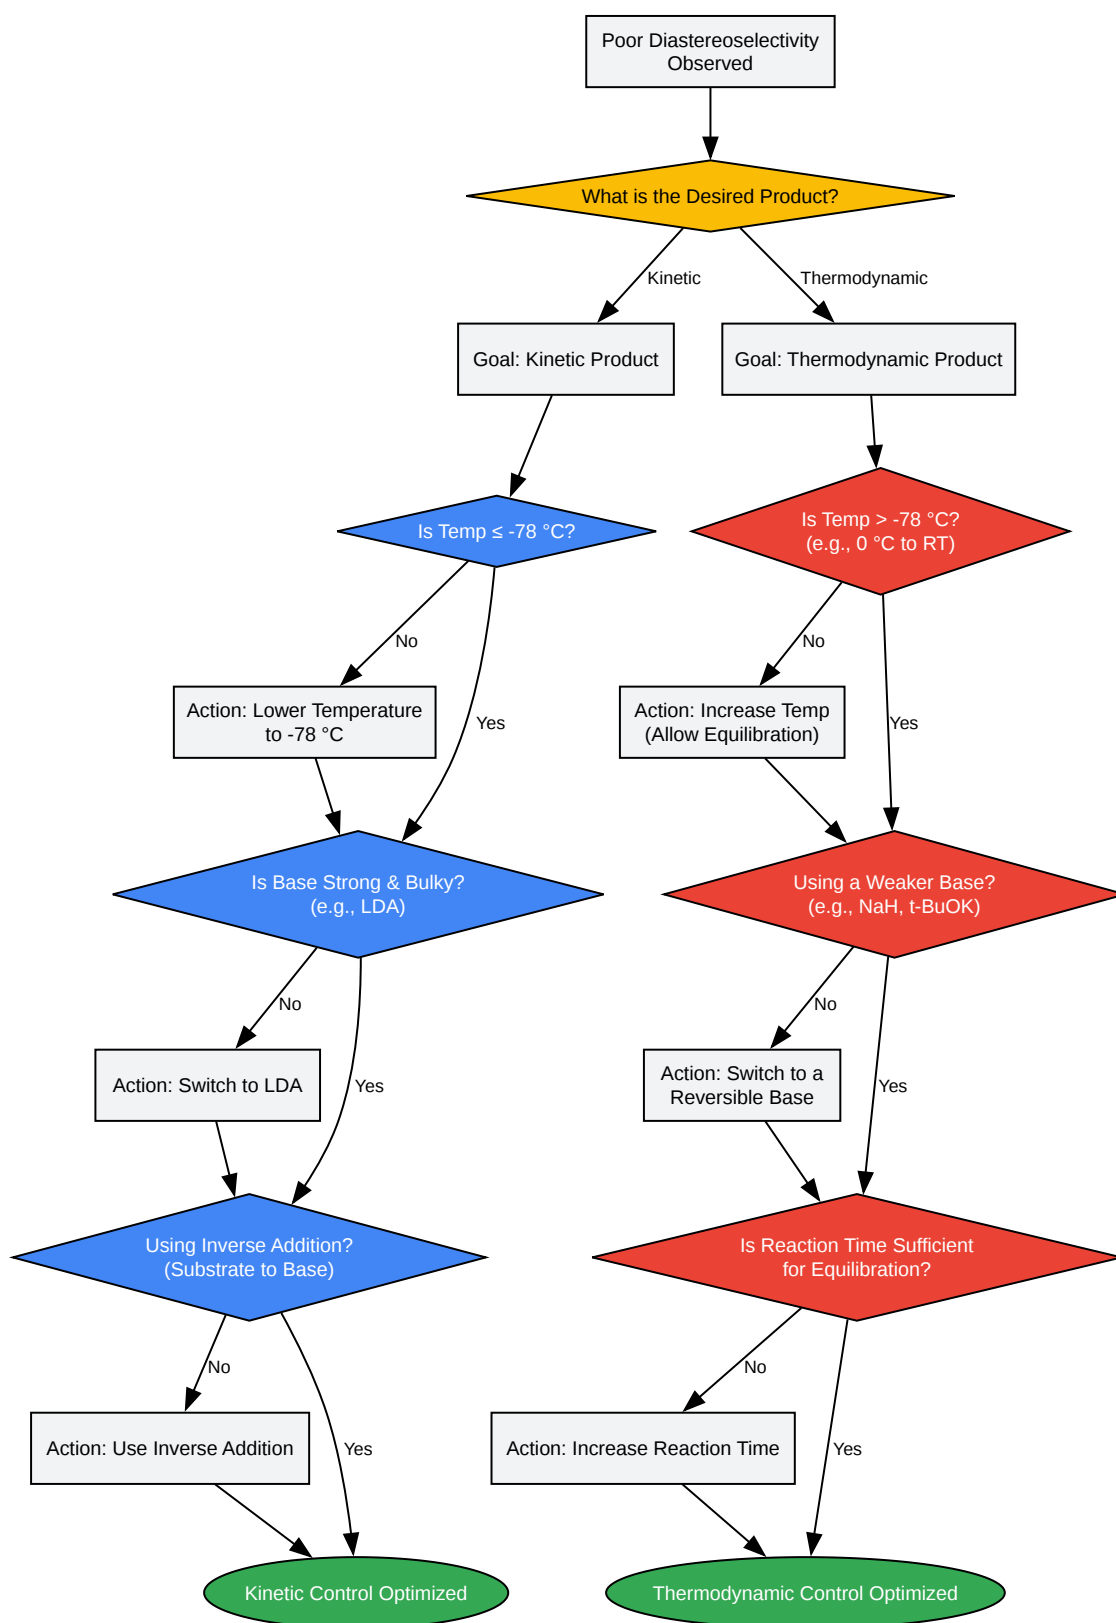 Poor Diastereoselectivity
Observed
What is the Desired Product?
Kinetic
Thermodynamic
Goal: Kinetic Product
Goal: Thermodynamic Product
Is Temp ≤ -78 °C?
Is Temp > -78 °C?
(e.g., 0 °C to RT)
No
No
Action: Lower Temperature
to -78 °C
Yes
Action: Increase Temp
(Allow Equilibration)
Yes
Is Base Strong & Bulky?
(e.g., LDA)
Using a Weaker Base?
(e.g., NaH, t-BuOK)
No
No
Action: Switch to LDA
Yes
Action: Switch to a
Reversible Base
Yes
Using Inverse Addition?
(Substrate to Base)
Is Reaction Time Sufficient
for Equilibration?
No
No
Action: Use Inverse Addition
Yes
Action: Increase Reaction Time
Yes
Kinetic Control Optimized
Thermodynamic Control Optimized